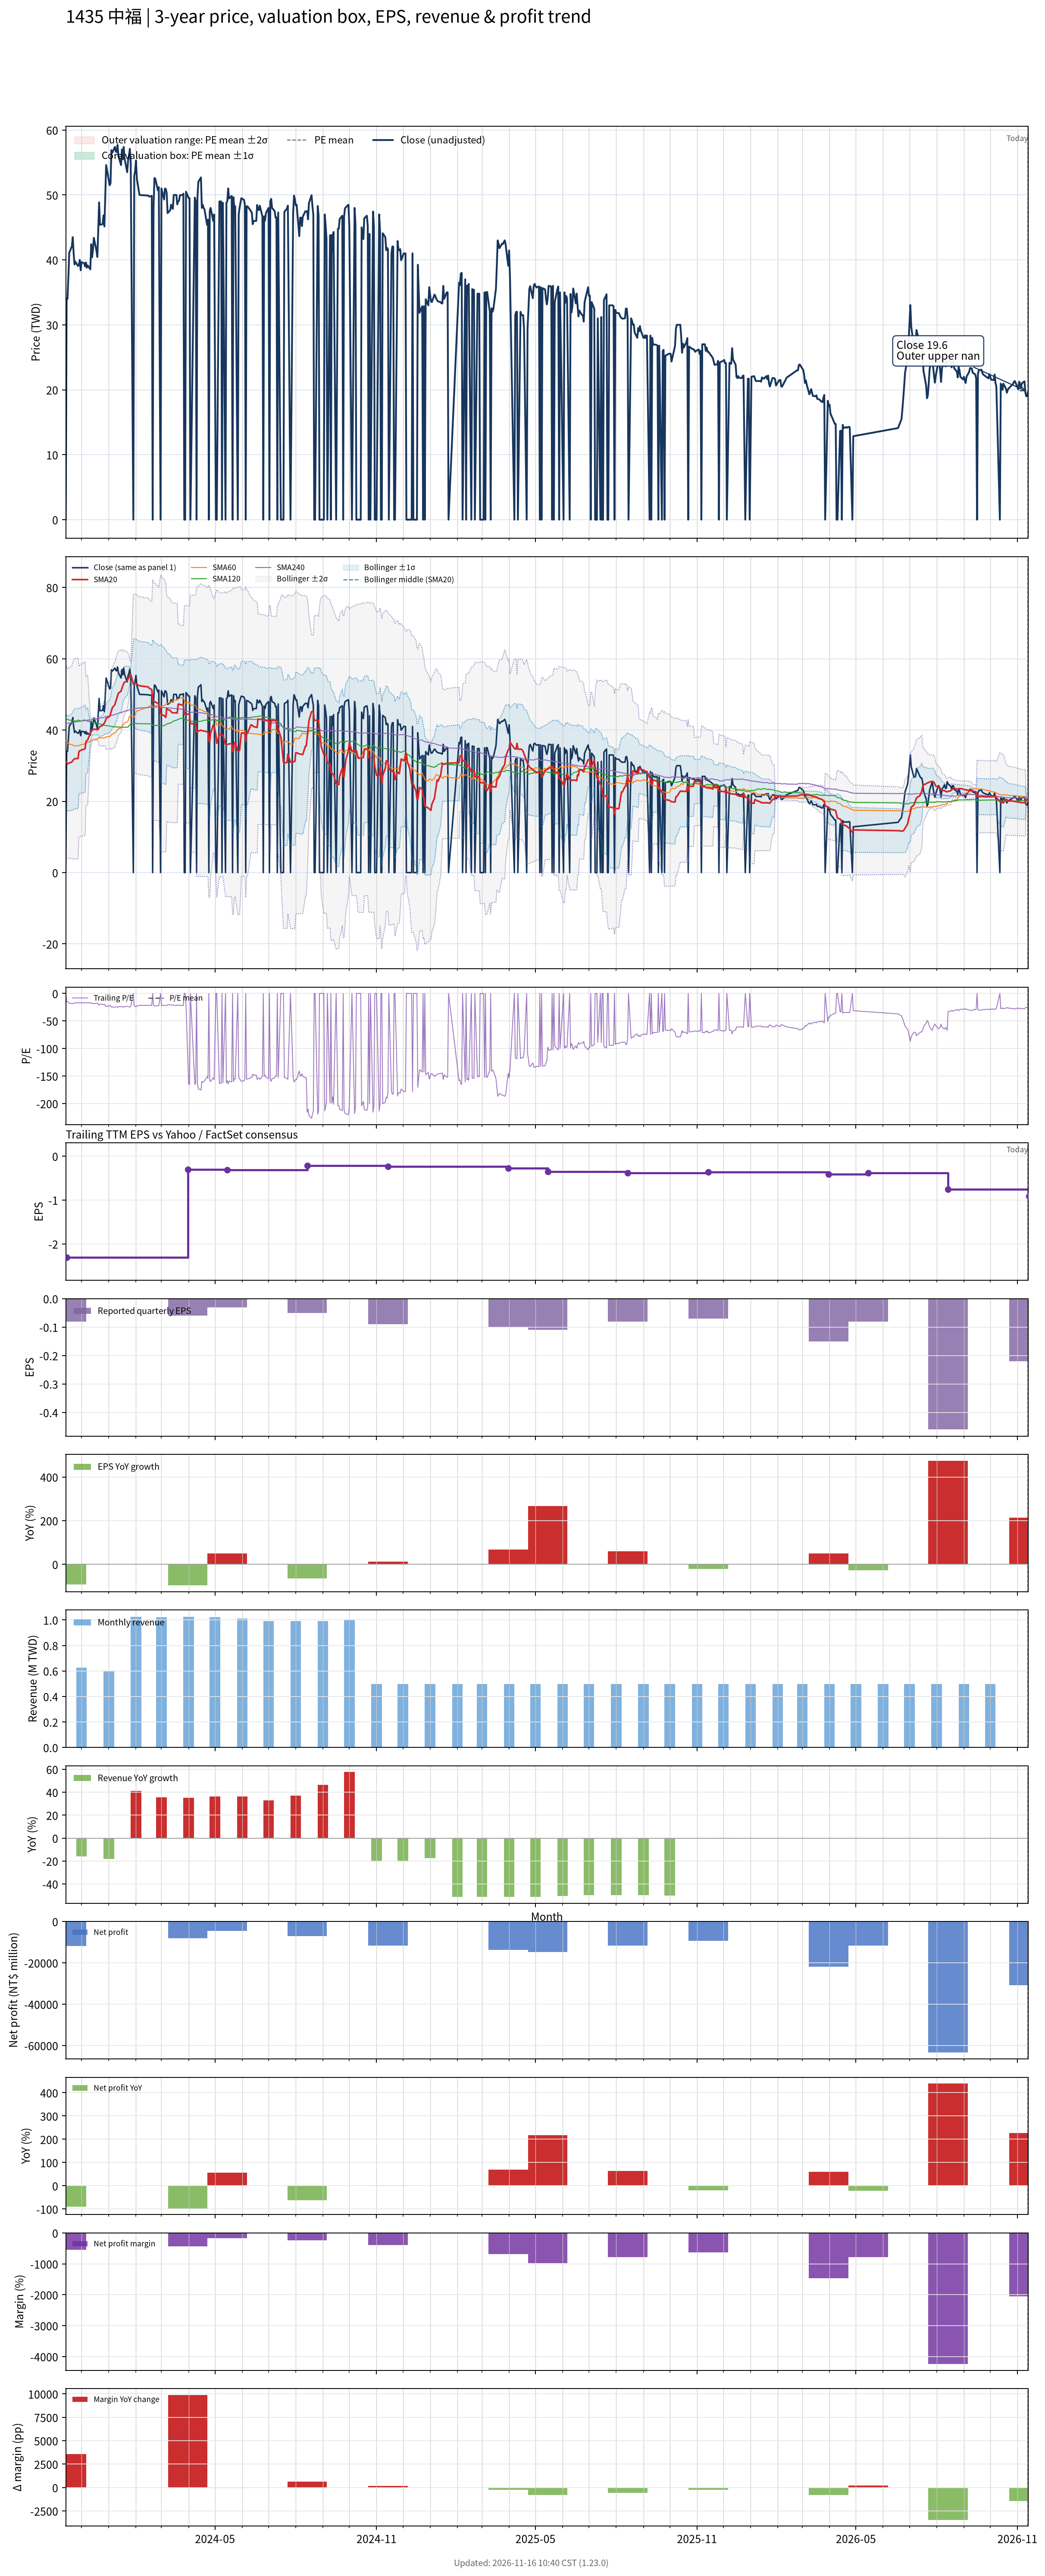 1435 中福 | 3-year price, valuation box, EPS, revenue & profit trend
Outer valuation range: PE mean ±2σ
PE mean
Close (unadjusted)
Core valuation box: PE mean ±1σ
Today
Price (TWD)
60
50
40
30
20
10
0
Close 19.6
Outer upper nan
Close (same as panel 1)
SMA20
SMA60
SMA120
SMA240
Bollinger ±2σ
Bollinger ±1σ
Bollinger middle (SMA20)
Price
80
60
40
20
0
-20
Trailing P/E
P/E mean
P/E
0
-50
-100
-150
-200
Trailing TTM EPS vs Yahoo / FactSet consensus
Today
EPS
0
-1
-2
Reported quarterly EPS
EPS
0.0
-0.1
-0.2
-0.3
-0.4
EPS YoY growth
YoY (%)
400
200
0
Monthly revenue
Revenue (M TWD)
1.0
0.8
0.6
0.4
0.2
0.0
Revenue YoY growth
YoY (%)
60
40
20
0
-20
-40
Month
Net profit
Net profit (NT$ million)
0
-20000
-40000
-60000
Net profit YoY
YoY (%)
400
300
200
100
0
-100
Net profit margin
Margin (%)
0
-1000
-2000
-3000
-4000
Margin YoY change
Δ margin (pp)
10000
7500
5000
2500
0
-2500
2024-05
2024-11
2025-05
2025-11
2026-05
2026-11
Updated: 2026-11-16 10:40 CST (1.23.0)